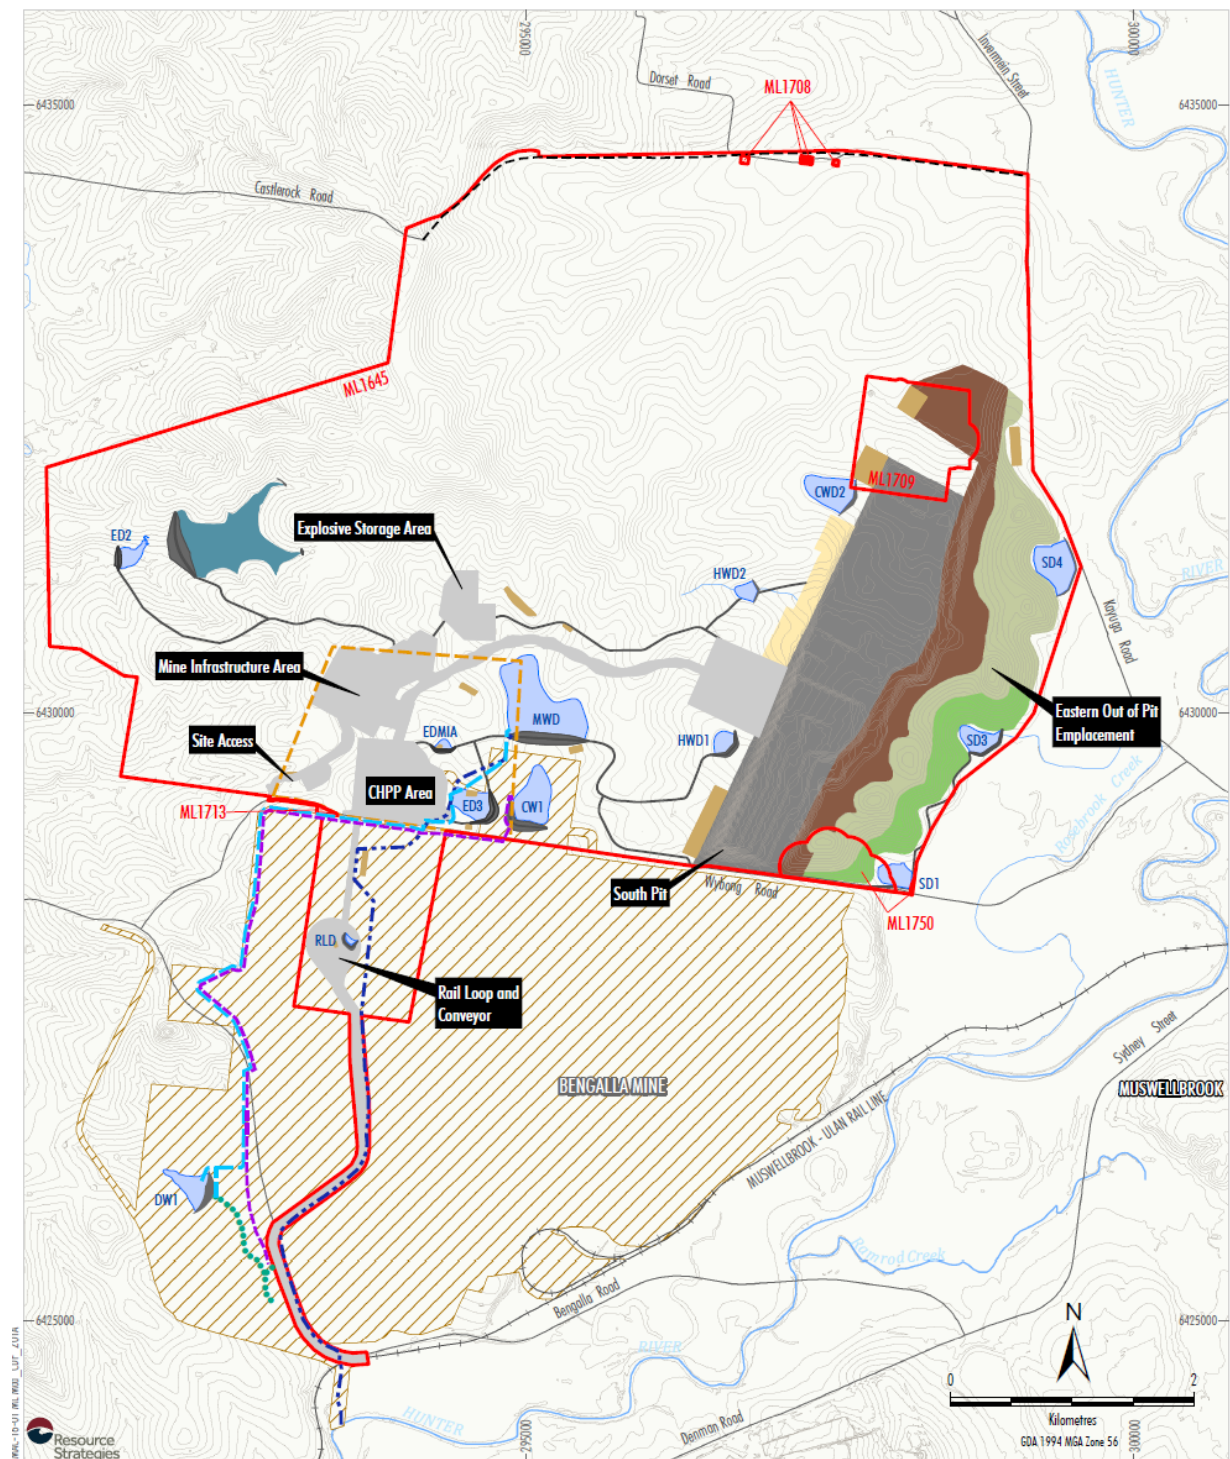 295000
300000
Invermein Street
HUNTER
Dorset Road
ML1708
6435000
6435000
Castlerock Road
ML1645
ML1709
CWD2
Explosive Storage Area
ED2
SD4
HWD2
RIVER
Kayuga Road
Mine Infrastructure Area
Eastern Out of Pit
Emplacement
6430000
6430000
MWD
Site Access
EDMIA
HWD1
SD3
Rosebrook Creek
CHPP Area
ED3
CW1
ML1713
South Pit
Wybong Road
SD1
ML1750
RLD
Rail Loop and
Conveyor
Sydney Street
BENGALLA MINE
MUSWELLBROOK
MUSWELLBROOK - ULAN RAIL LINE
DW1
Ramrod Creek
Bengalla Road
6425000
6425000
N
RIVER
0
2
Kilometres
GDA 1994 MGA Zone 56
HUNTER
Denman Road
295000
300000
Resource
Strategies